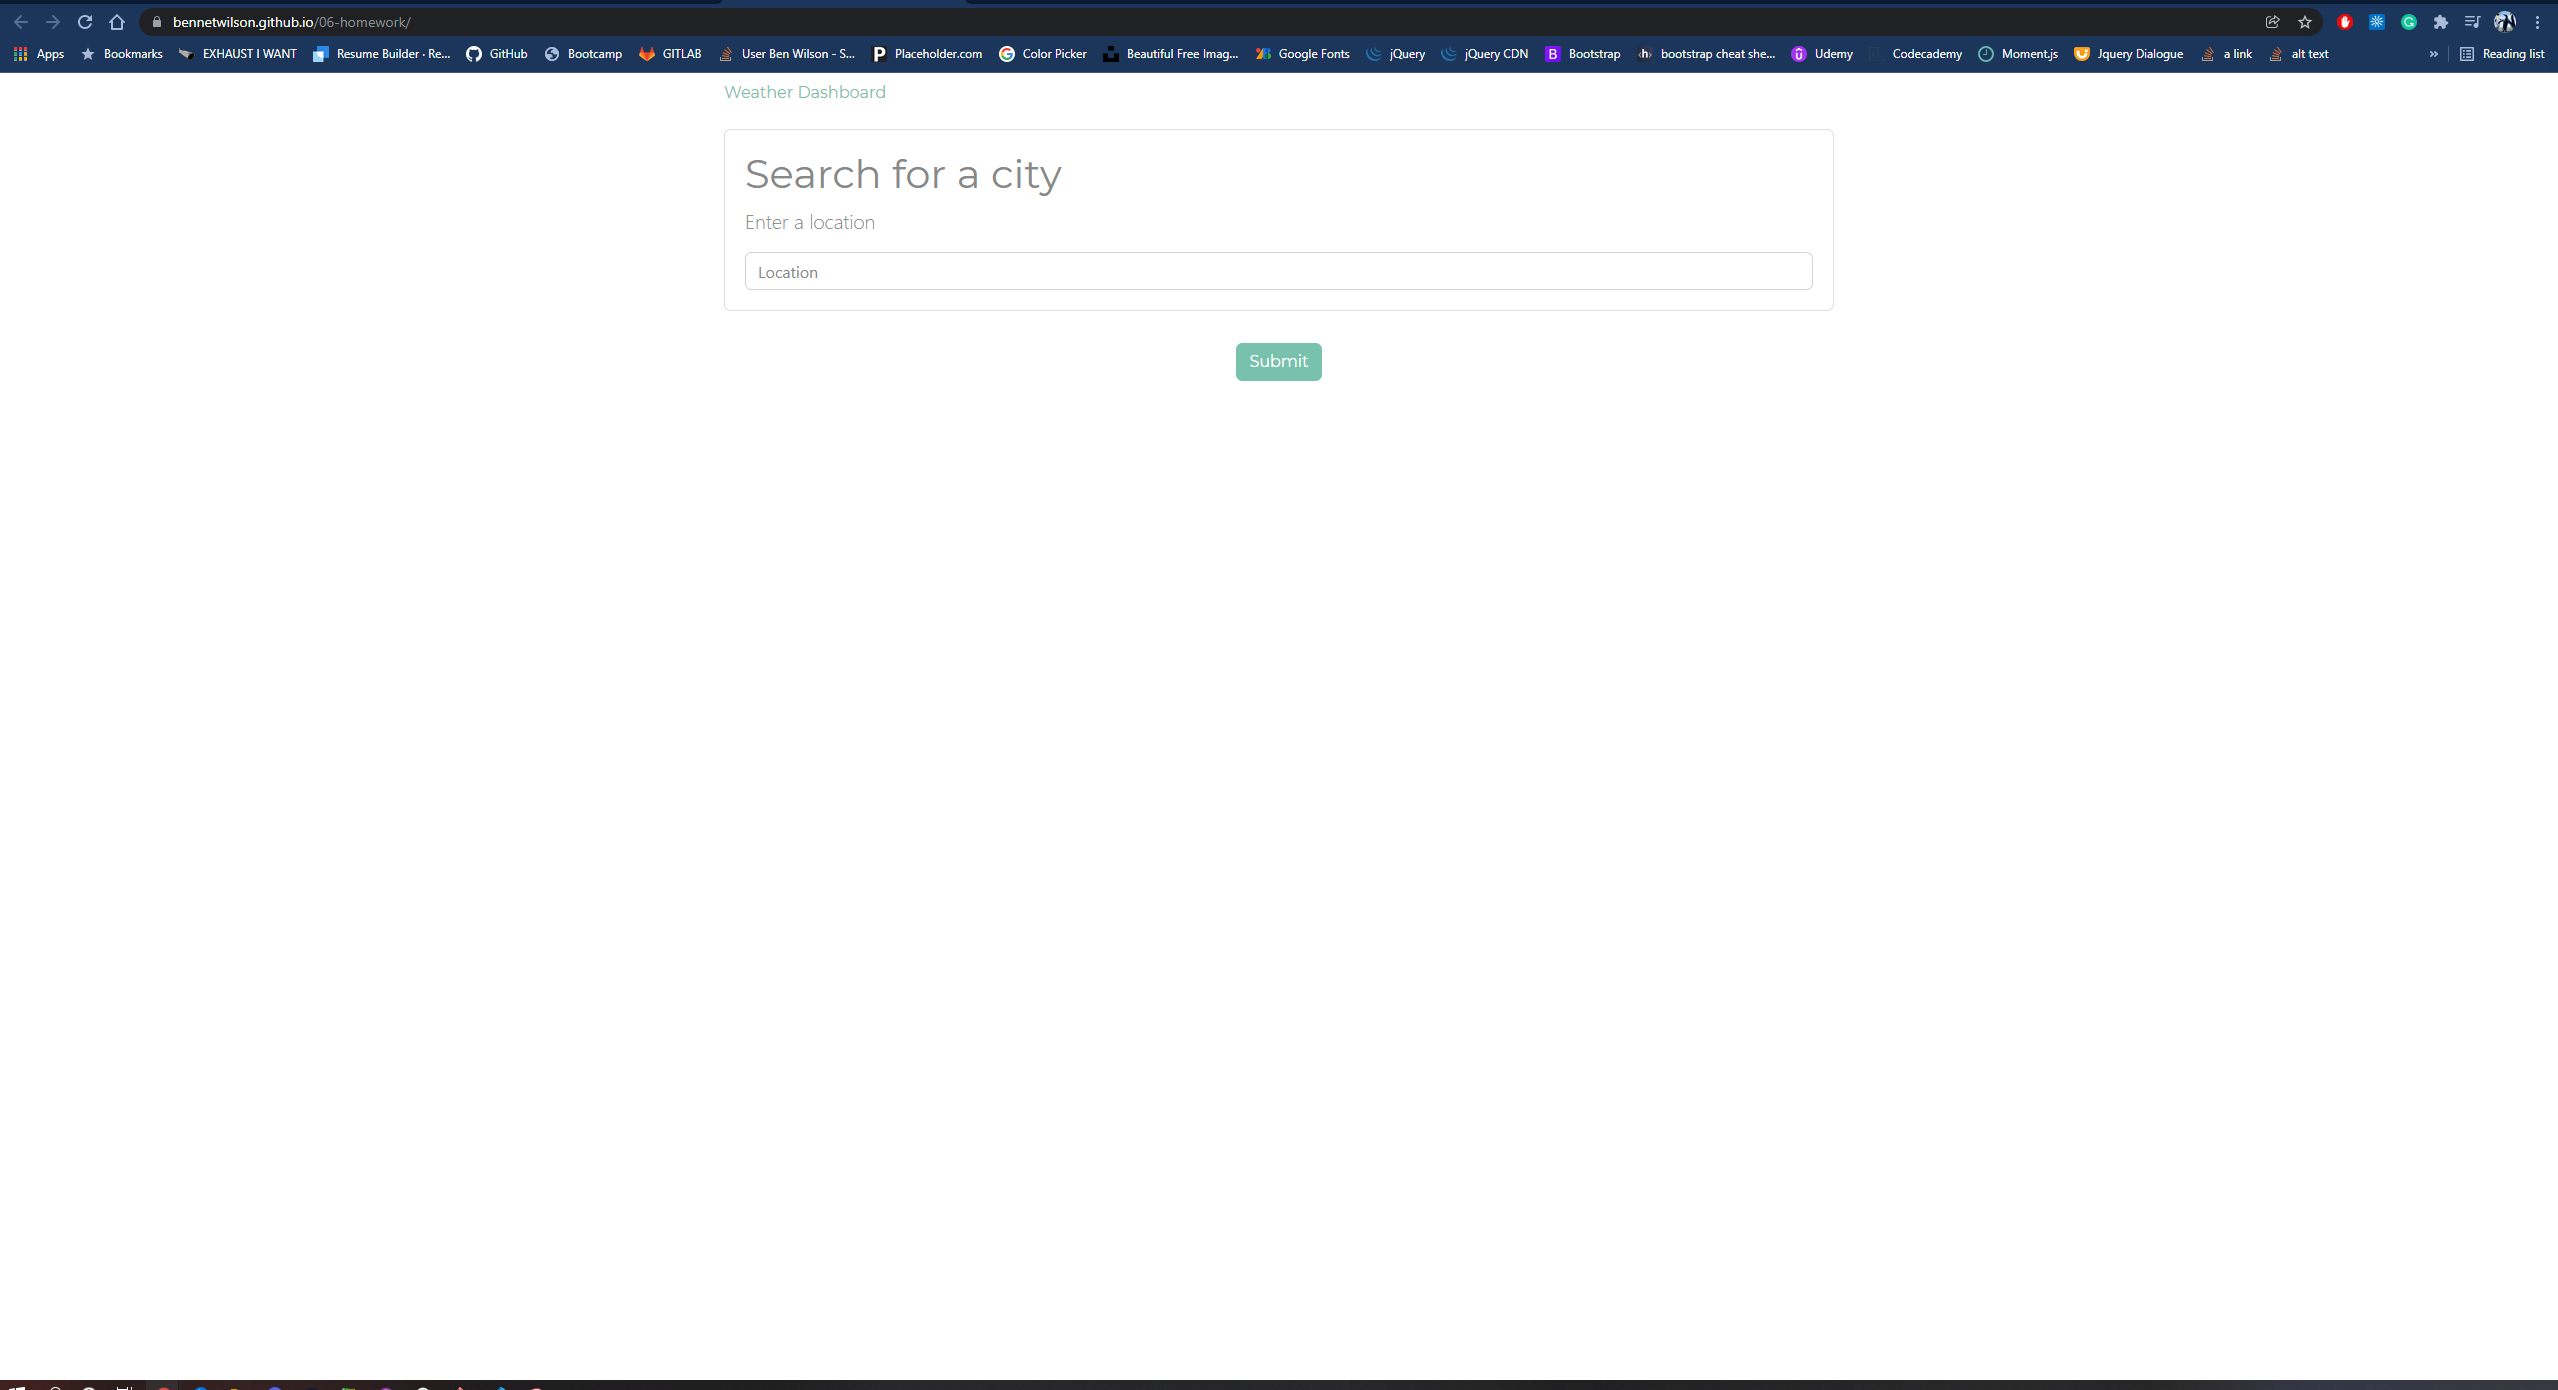 bennetwilson.github.io/06-homework/
Apps Bookmarks EXHAUST I WANT Resume Builder · Re... GitHub Bootcamp GITLAB User Ben Wilson - S... Placeholder.com Color Picker Beautiful Free Imag... Google Fonts jQuery jQuery CDN Bootstrap bootstrap cheat she... Udemy Codecademy Moment.js Jquery Dialogue a link alt text » Reading list
Weather Dashboard
Search for a city
Enter a location
Location
Submit